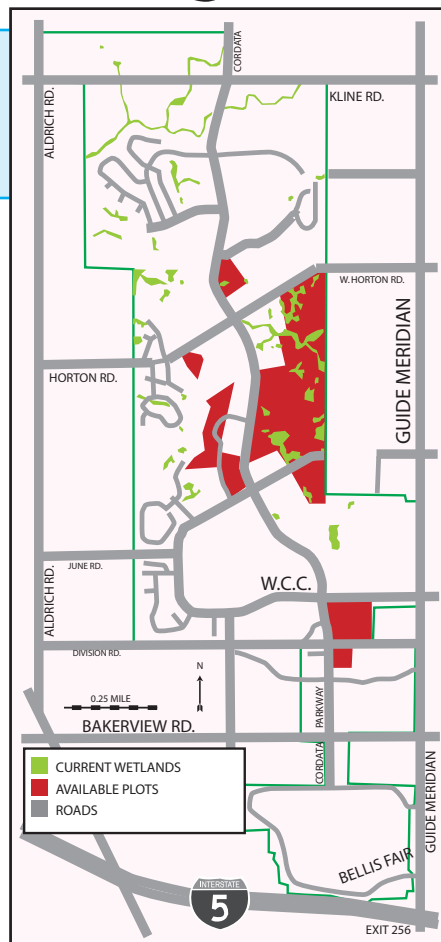 CORDATA
ALDRICH RD.
KLINE RD.
W. HORTON RD.
GUIDE MERIDIAN
HORTON RD.
JUNE RD.
W.C.C.
ALDRICH RD.
DIVISION RD.
N
0.25 MILE
CORDATA PARKWAY
BAKERVIEW RD.
CURRENT WETLANDS
AVAILABLE PLOTS
ROADS
GUIDE MERIDIAN
BELLIS FAIR
INTERSTATE
5
EXIT 256